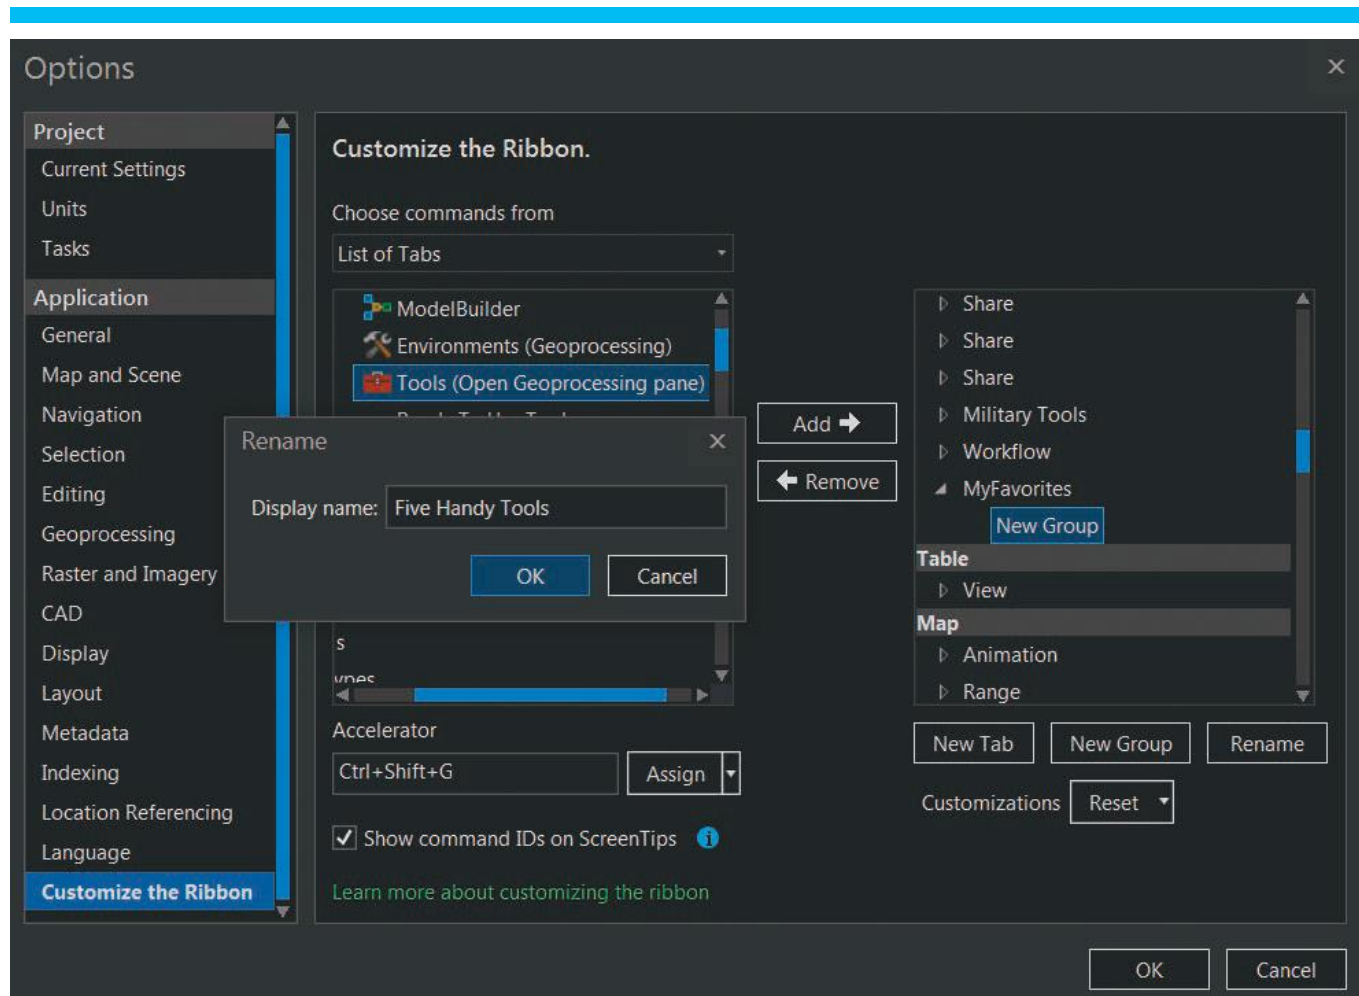 Options
Project
Current Settings
Units
Tasks
Application
General
Map and Scene
Navigation
Selection
Editing
Geoprocessing
Raster and Imagery
CAD
Display
Layout
Metadata
Indexing
Location Referencing
Language
Customize the Ribbon
Customize the Ribbon.
Choose commands from
List of Tabs
ModelBuilder
Environments (Geoprocessing)
Tools (Open Geoprocessing pane)
Rename
Display name: Five Handy Tools
OK Cancel
s
Accelerator
Ctrl+Shift+G Assign
Show command IDs on ScreenTips
Learn more about customizing the ribbon
Add
Remove
Share
Share
Share
Military Tools
Workflow
MyFavorites
New Group
Table
View
Map
Animation
Range
New Tab New Group Rename
Customizations Reset
OK Cancel